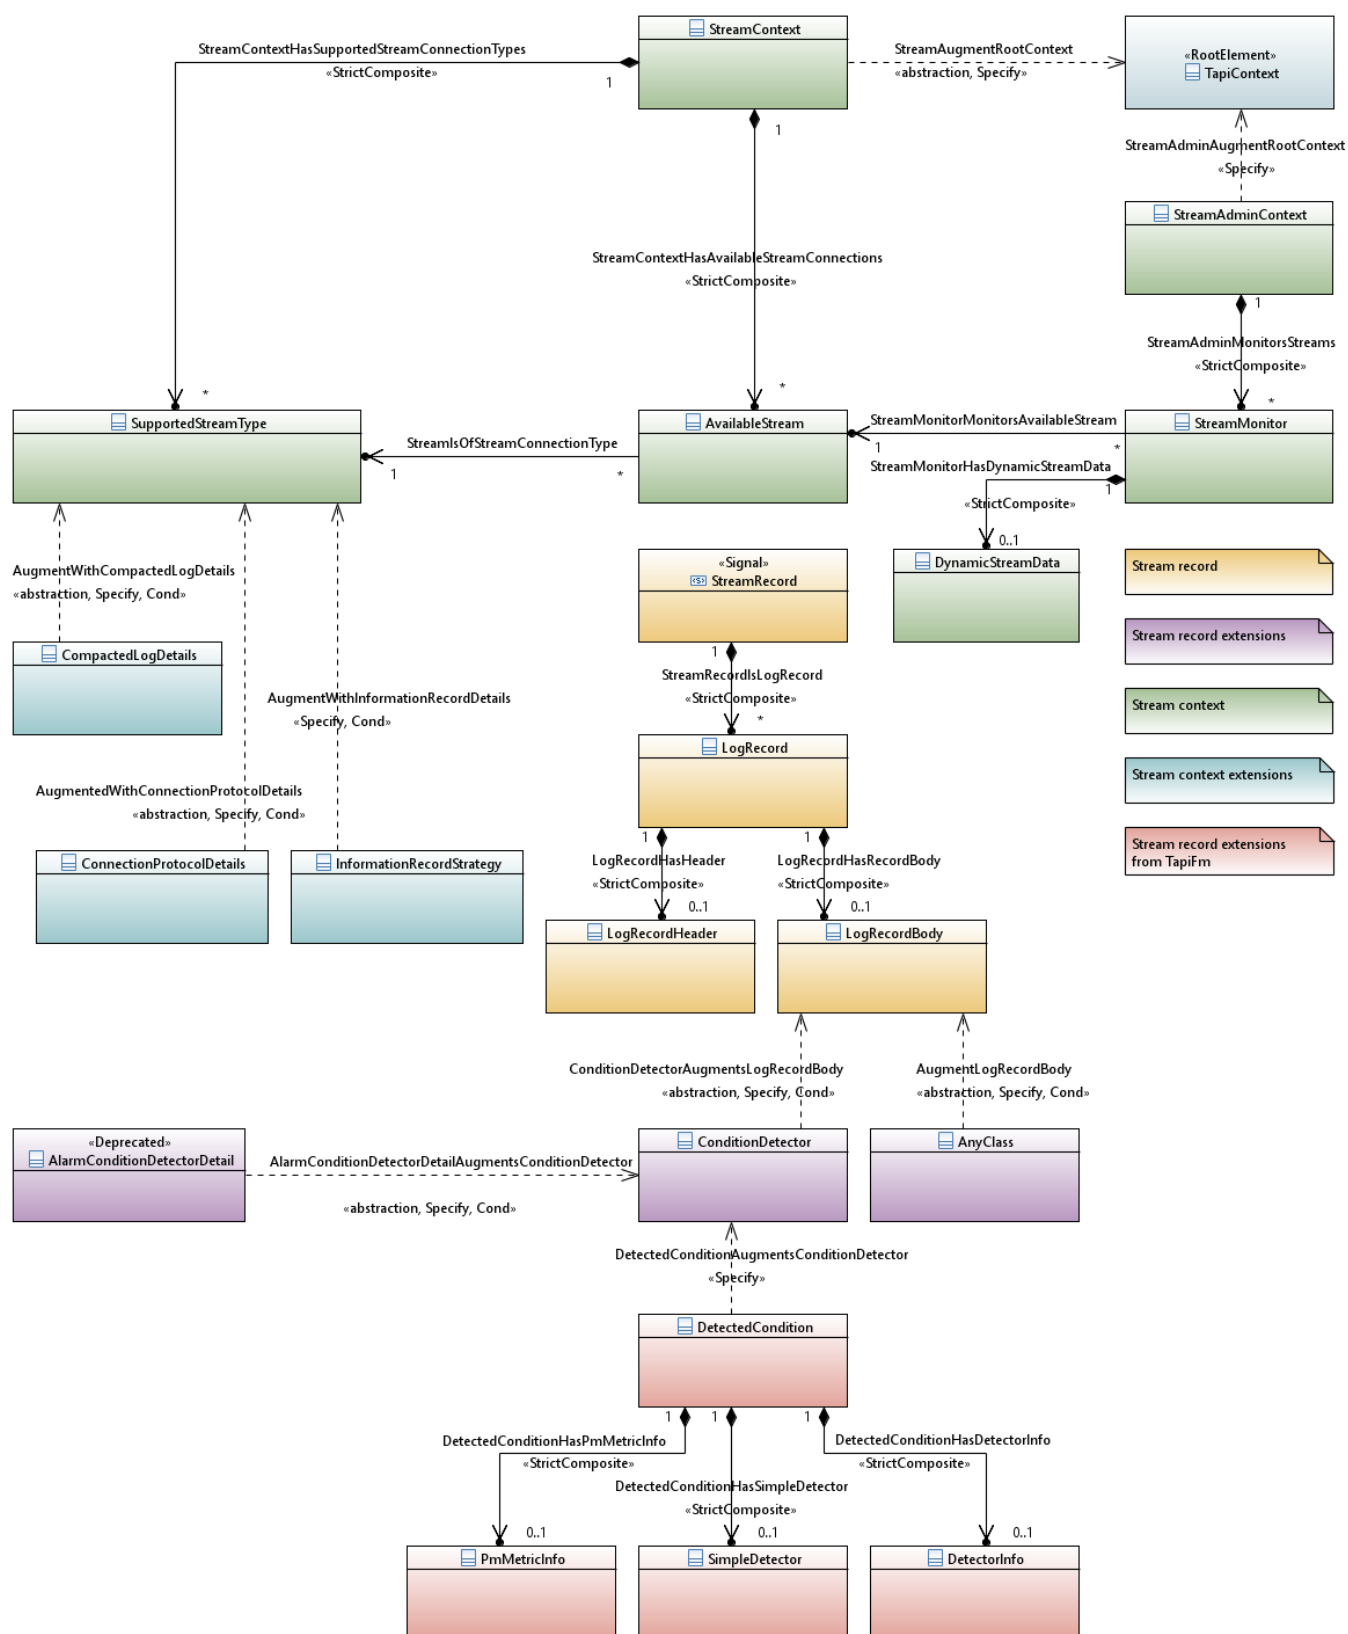 StreamContext
StreamContextHasSupportedStreamConnectionTypes
«StrictComposite»
1
StreamAugmentRootContext
«abstraction, Specify»
«RootElement»
TapiContext
1
StreamAdminAugmentRootContext
«Specify»
StreamAdminContext
StreamContextHasAvailableStreamConnections
«StrictComposite»
1
StreamAdminMonitorsStreams
«StrictComposite»
*
*
*
SupportedStreamType
AvailableStream
StreamMonitor
StreamIsOfStreamConnectionType
1
*
StreamMonitorMonitorsAvailableStream
1
*
StreamMonitorHasDynamicStreamData
1
«StrictComposite»
0..1
DynamicStreamData
«Signal»
StreamRecord
Stream record
Stream record extensions
Stream context
Stream context extensions
Stream record extensions
from TapiFm
AugmentWithCompactedLogDetails
«abstraction, Specify, Cond»
CompactedLogDetails
AugmentWithInformationRecordDetails
«Specify, Cond»
AugmentedWithConnectionProtocolDetails
«abstraction, Specify, Cond»
ConnectionProtocolDetails
InformationRecordStrategy
1
StreamRecordIsLogRecord
«StrictComposite»
*
LogRecord
1
LogRecordHasHeader
«StrictComposite»
0..1
1
LogRecordHasRecordBody
«StrictComposite»
0..1
LogRecordHeader
LogRecordBody
ConditionDetectorAugmentsLogRecordBody
«abstraction, Specify, Cond»
AugmentLogRecordBody
«abstraction, Specify, Cond»
«Deprecated»
AlarmConditionDetectorDetail
AlarmConditionDetectorDetailAugmentsConditionDetector
«abstraction, Specify, Cond»
ConditionDetector
AnyClass
DetectedConditionAugmentsConditionDetector
«Specify»
DetectedCondition
1
1
1
DetectedConditionHasPmMetricInfo
«StrictComposite»
DetectedConditionHasDetectorInfo
«StrictComposite»
DetectedConditionHasSimpleDetector
«StrictComposite»
0..1
0..1
0..1
PmMetricInfo
SimpleDetector
DetectorInfo